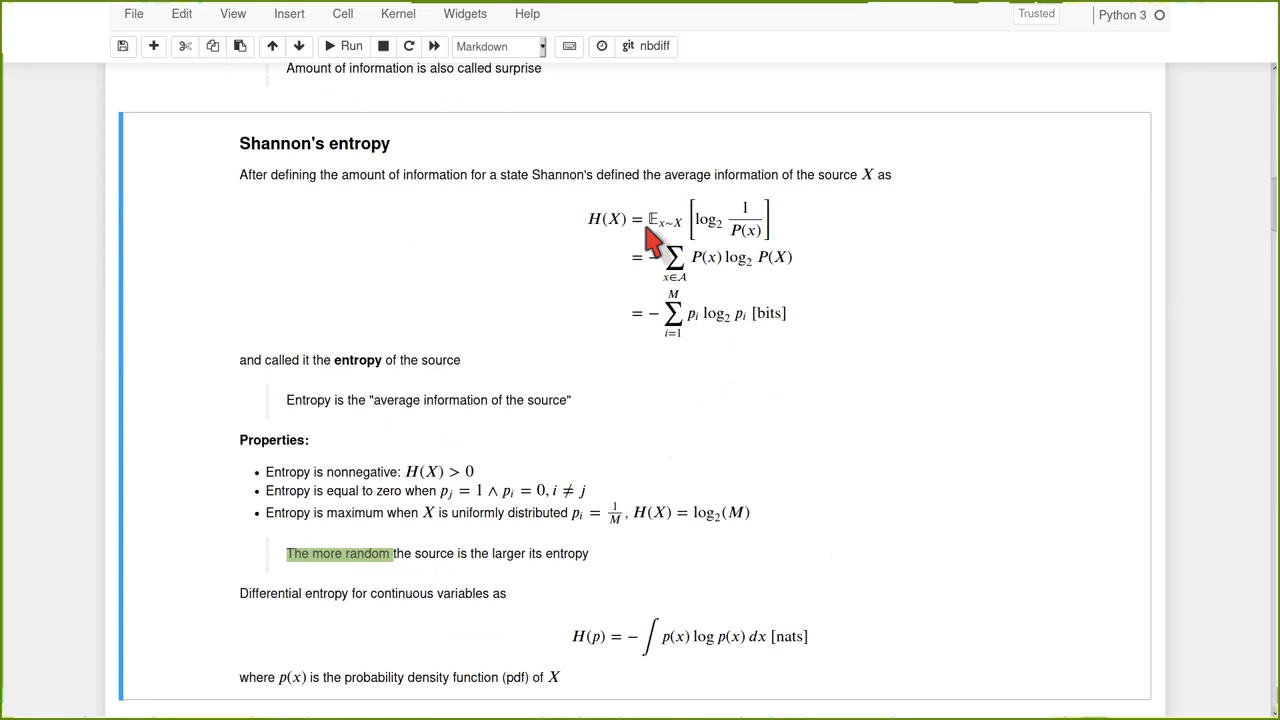 File Edit View Insert Cell Kernel Widgets Help Trusted Python 3
Run Markdown git nbdiff
Amount of information is also called surprise
Shannon's entropy
After defining the amount of information for a state Shannon's defined the average information of the source X as
H(X) = 𝔼x∼X [log2 1/P(x)]
= − ∑x∈𝒜 P(x) log2 P(X)
= − ∑i=1M pi log2 pi [bits]
and called it the entropy of the source
Entropy is the "average information of the source"
Properties:
• Entropy is nonnegative: H(X) > 0
• Entropy is equal to zero when pj = 1 ∧ pi = 0, i ≠ j
• Entropy is maximum when X is uniformly distributed pi = 1/M, H(X) = log2(M)
The more random the source is the larger its entropy
Differential entropy for continuous variables as
H(p) = − ∫ p(x) log p(x) dx [nats]
where p(x) is the probability density function (pdf) of X